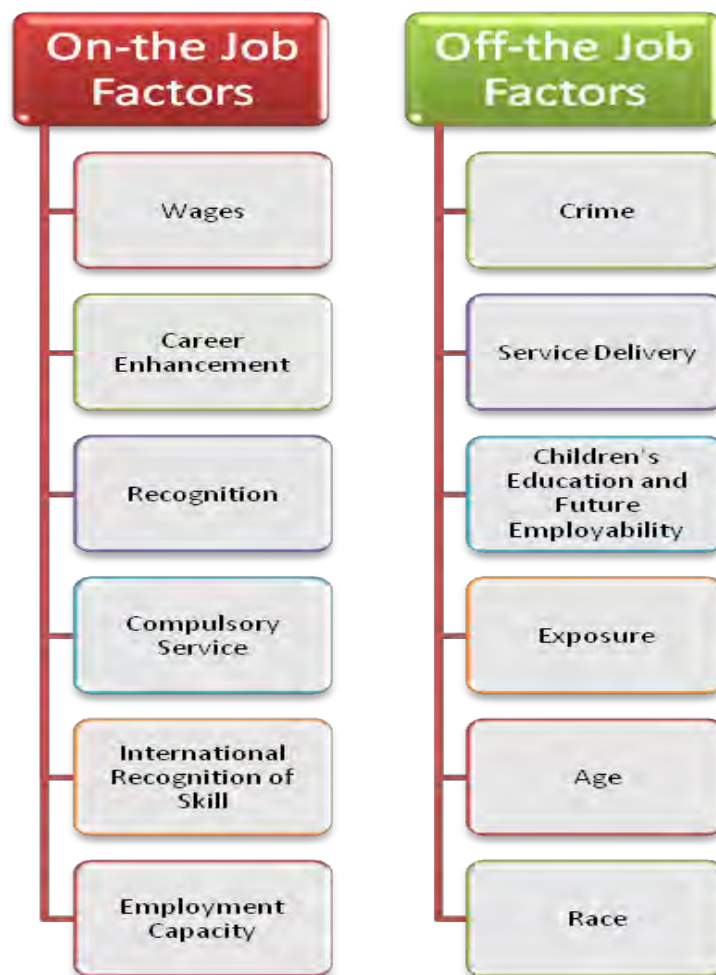 On-the Job
Factors
Wages
Career
Enhancement
Recognition
Compulsory
Service
International
Recognition of
Skill
Employment
Capacity
Off-the Job
Factors
Crime
Service Delivery
Children's
Education and
Future
Employability
Exposure
Age
Race